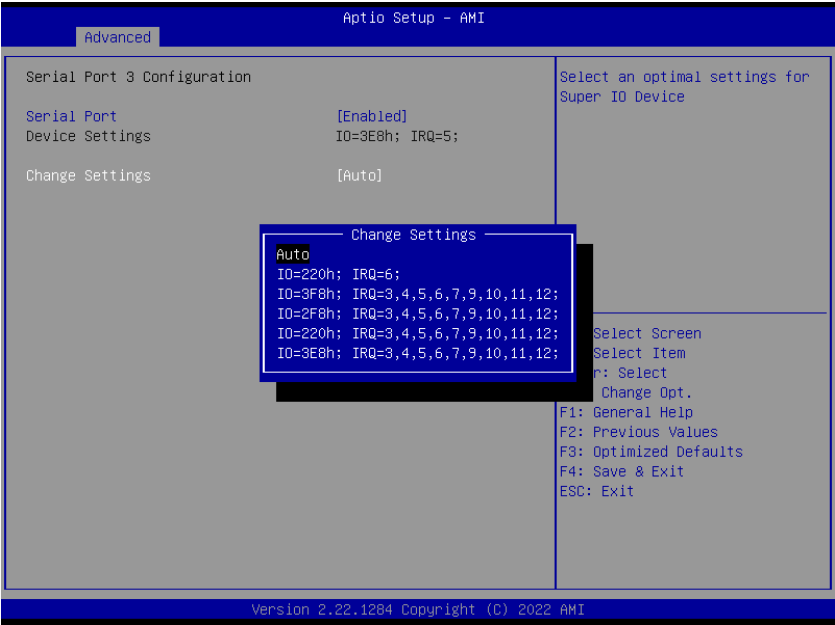 Aptio Setup – AMI
Advanced
Serial Port 3 Configuration
Serial Port [Enabled]
Device Settings IO=3E8h; IRQ=5;
Change Settings [Auto]
Select an optimal settings for
Super IO Device
Change Settings
Auto
IO=220h; IRQ=6;
IO=3F8h; IRQ=3,4,5,6,7,9,10,11,12;
IO=2F8h; IRQ=3,4,5,6,7,9,10,11,12;
IO=220h; IRQ=3,4,5,6,7,9,10,11,12;
IO=3E8h; IRQ=3,4,5,6,7,9,10,11,12;
Select Screen
Select Item
r: Select
Change Opt.
F1: General Help
F2: Previous Values
F3: Optimized Defaults
F4: Save & Exit
ESC: Exit
Version 2.22.1284 Copyright (C) 2022 AMI